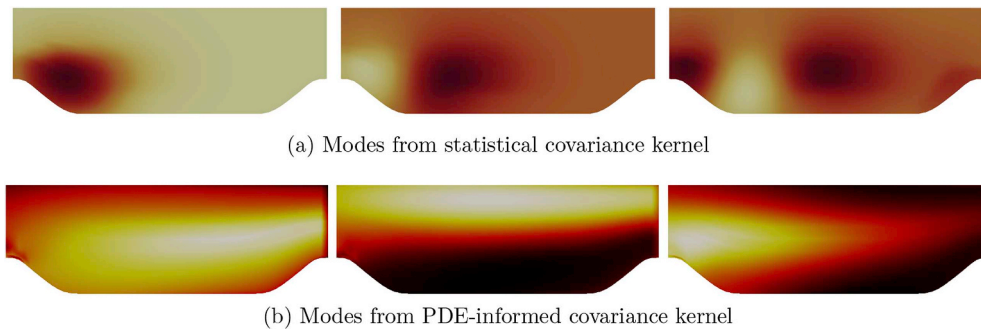 (a) Modes from statistical covariance kernel
(b) Modes from PDE-informed covariance kernel